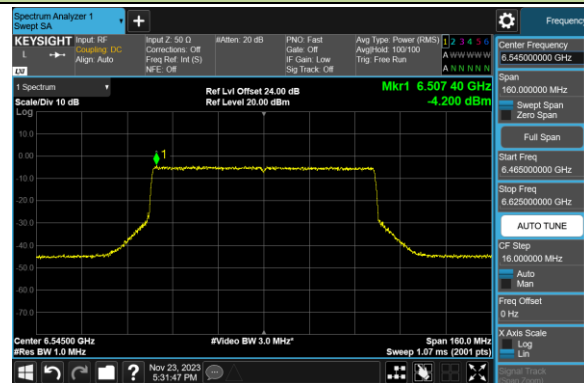 Spectrum Analyzer 1
Swept SA
Frequency
KEYSIGHT
Input: RF
Coupling: DC
Align: Auto
Input Z: 50 Ω
Corrections: Off
Freq Ref: Int (S)
NFE: Off
#Atten: 20 dB
PNO: Fast
Gate: Off
IF Gain: Low
Sig Track: Off
Avg Type: Power (RMS)
Avg|Hold: 100/100
Trig: Free Run
1 2 3 4 5 6
A W W W W W
A N N N N N
L
LXI
1 Spectrum
Scale/Div 10 dB
Log
Ref Lvl Offset 24.00 dB
Ref Level 20.00 dBm
Mkr1 6.507 40 GHz
-4.200 dBm
10.0
0.00
-10.0
-20.0
-30.0
-40.0
-50.0
-60.0
-70.0
1
Center 6.54500 GHz
#Res BW 1.0 MHz
#Video BW 3.0 MHz*
Span 160.0 MHz
Sweep 1.07 ms (2001 pts)
Nov 23, 2023
5:31:47 PM
Center Frequency
6.545000000 GHz
Span
160.000000 MHz
Swept Span
Zero Span
Full Span
Start Freq
6.465000000 GHz
Stop Freq
6.625000000 GHz
AUTO TUNE
CF Step
16.000000 MHz
Auto
Man
Freq Offset
0 Hz
X Axis Scale
Log
Lin
Signal Track